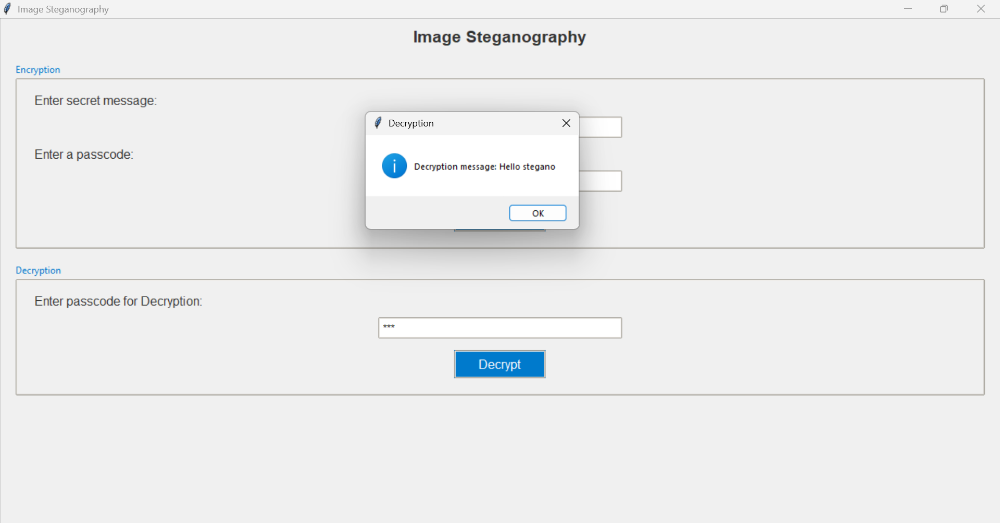 Image Steganography
Image Steganography
Encryption
Enter secret message:
Decryption
Enter a passcode:
Decryption message: Hello stegano
OK
Decryption
Enter passcode for Decryption:
***
Decrypt